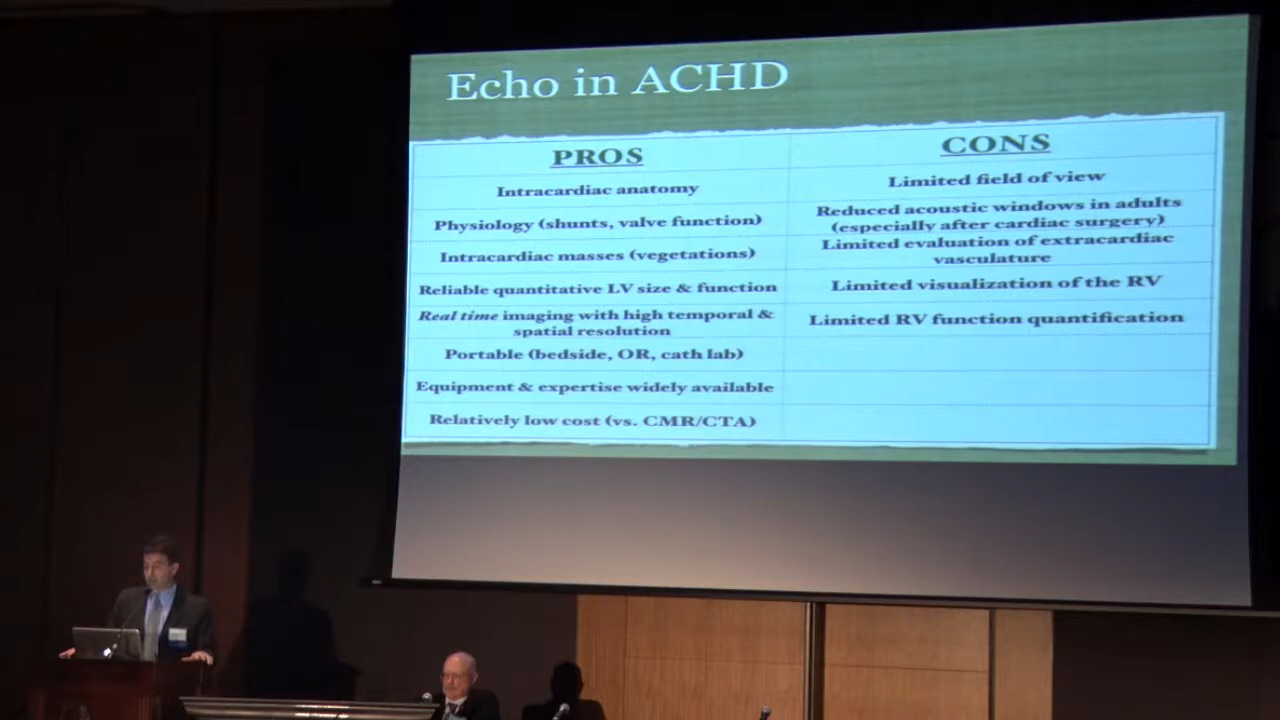 Echo in ACHD
PROS
Intracardiac anatomy
Physiology (shunts, valve function)
Intracardiac masses (vegetations)
Reliable quantitative LV size & function
Real time imaging with high temporal &
spatial resolution
Portable (bedside, OR, cath lab)
Equipment & expertise widely available
Relatively low cost (vs. CMR/CTA)
CONS
Limited field of view
Reduced acoustic windows in adults
(especially after cardiac surgery)
Limited evaluation of extracardiac
vasculature
Limited visualization of the RV
Limited RV function quantification